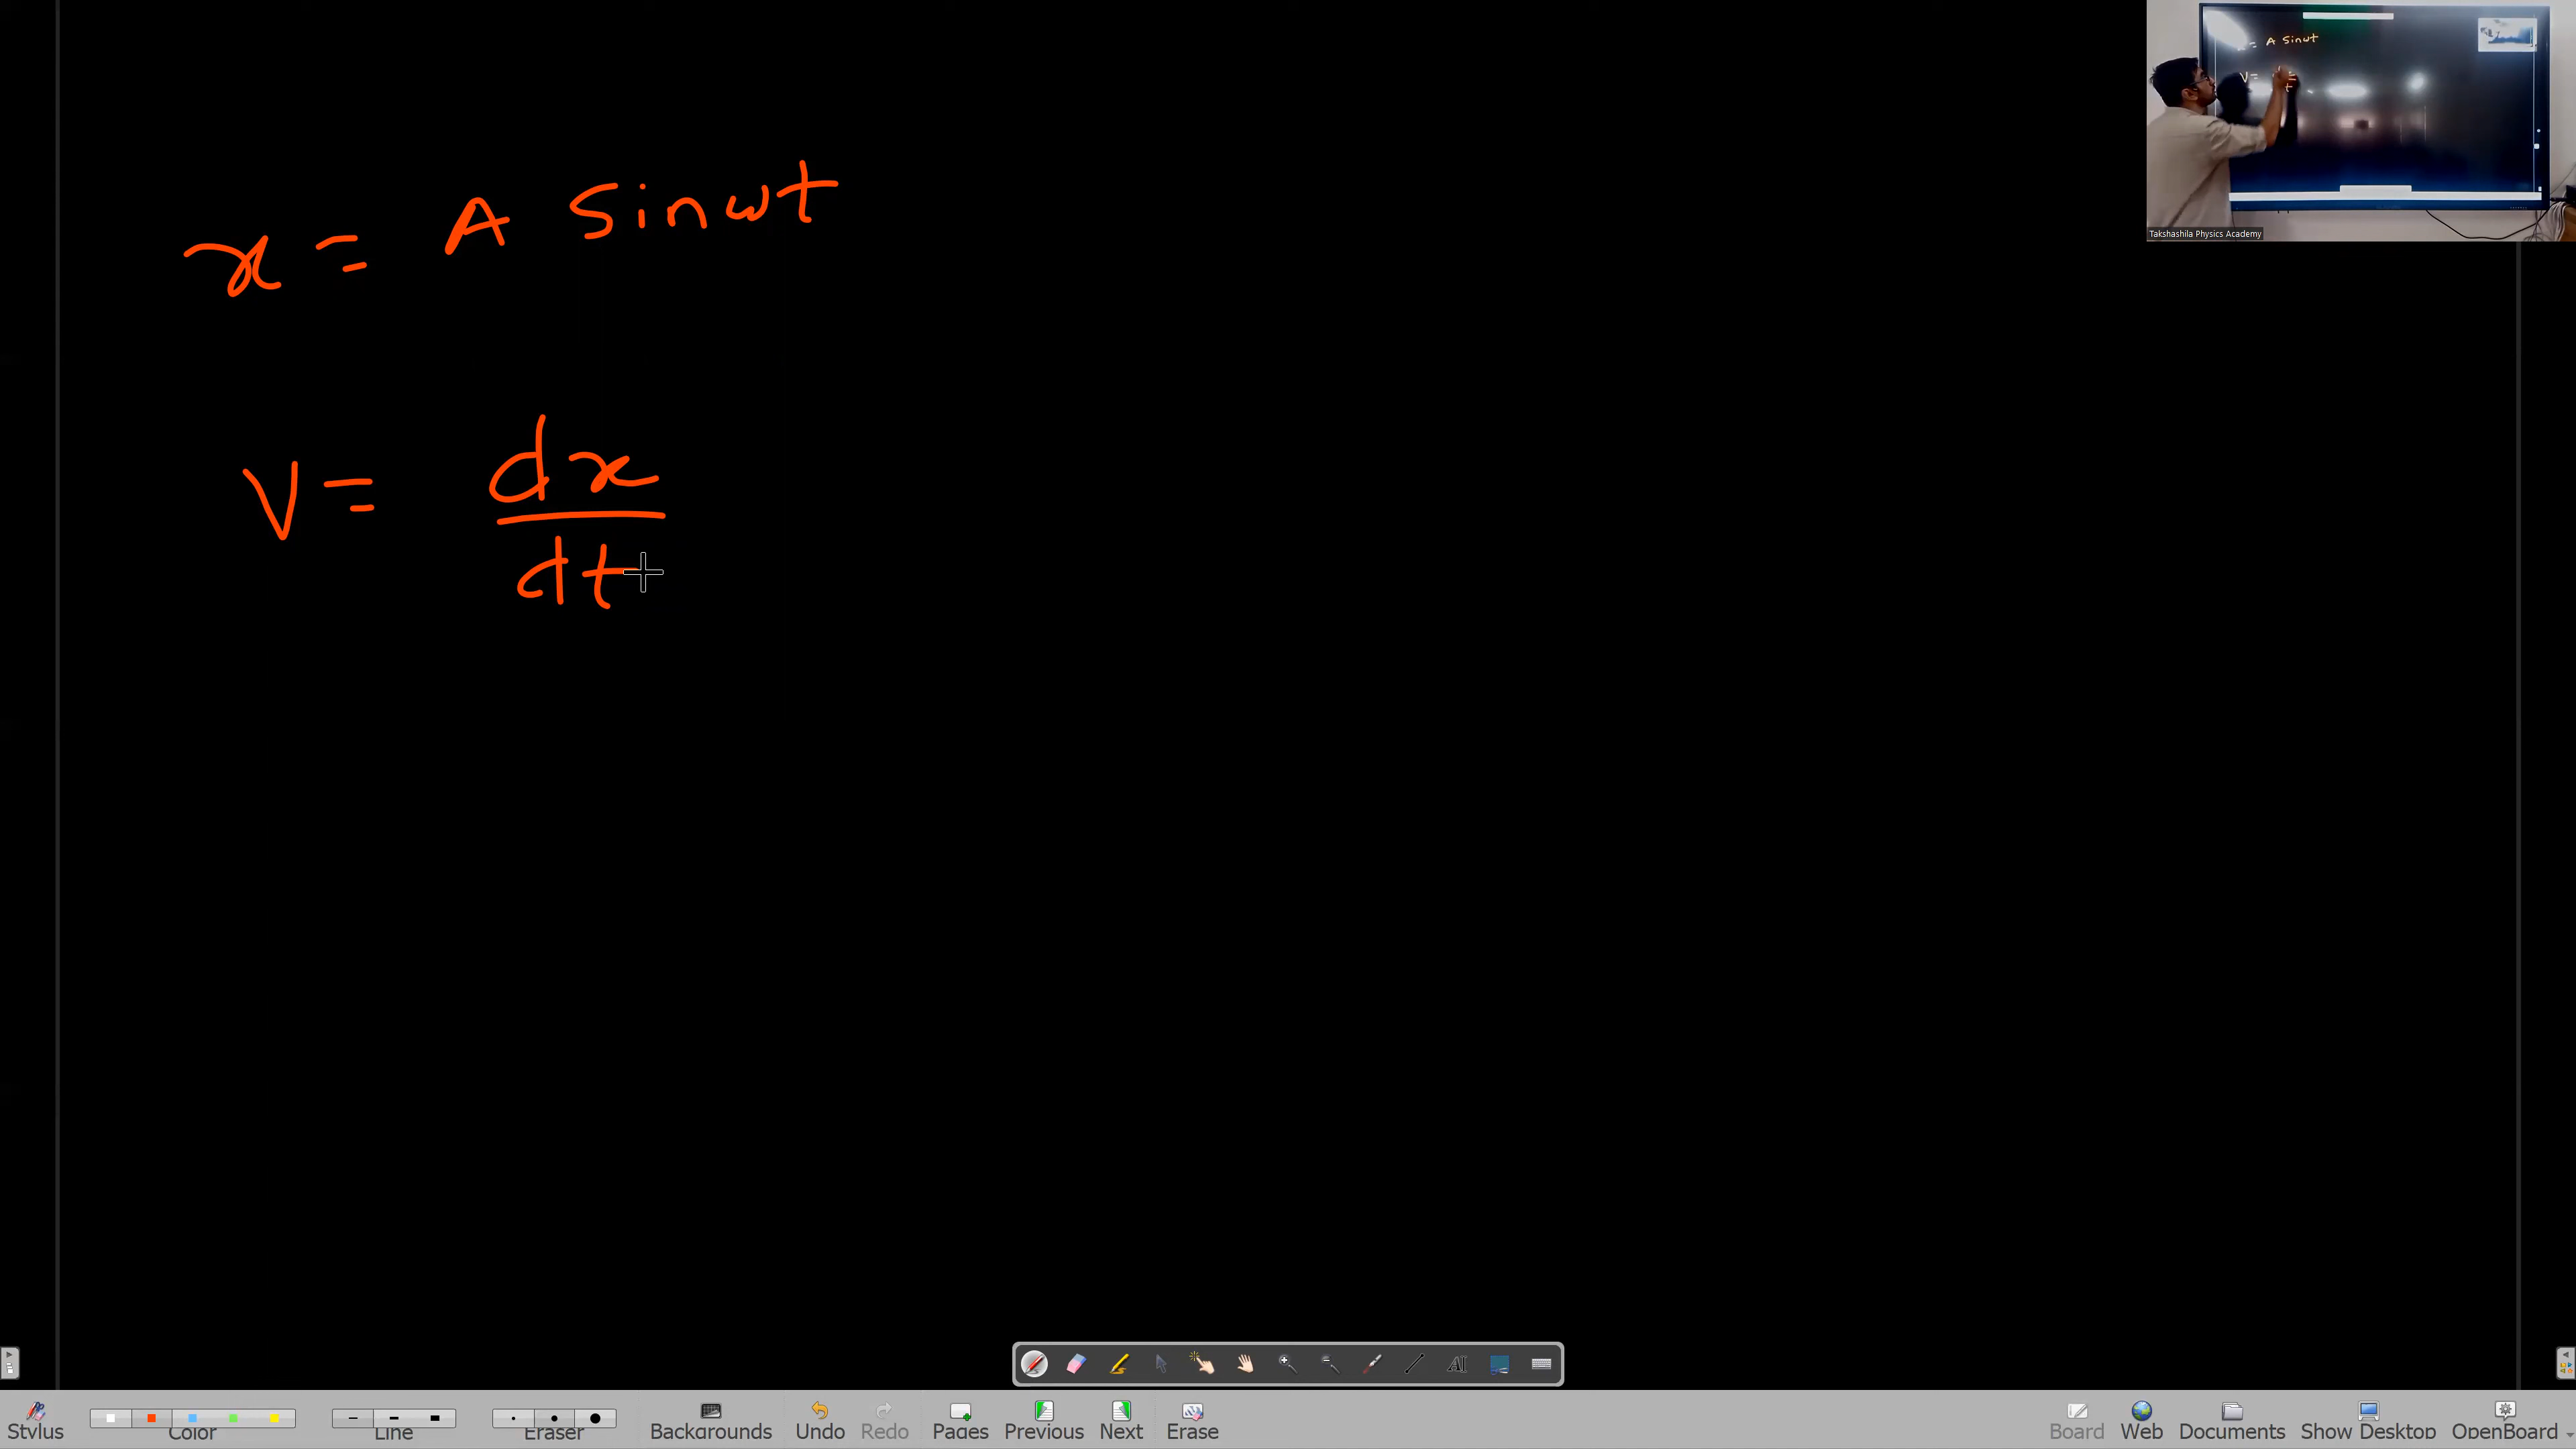 x = A Sinωt
V = dx/dt
x = A Sinωt
V =
Takshashila Physics Academy
Stylus Color Line Eraser Backgrounds Undo Redo Pages Previous Next Erase Board Web Documents Show Desktop OpenBoard